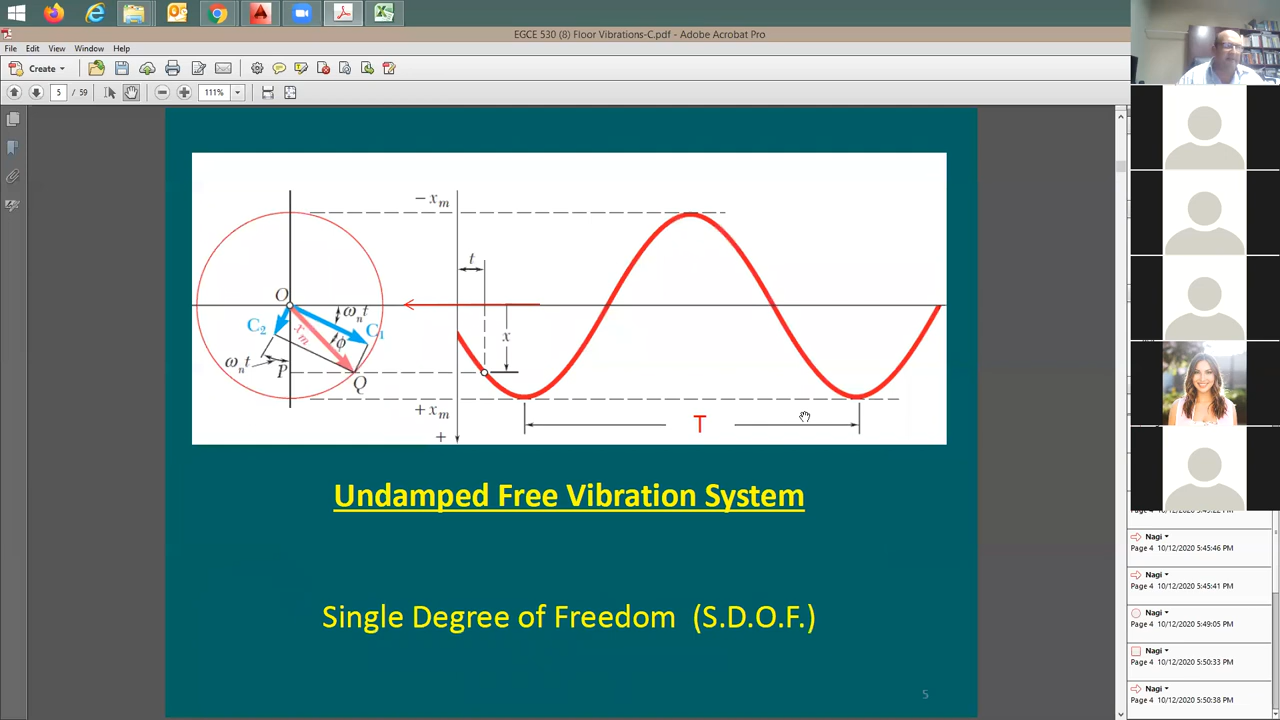 EGCE 530 (8) Floor Vibrations-C.pdf - Adobe Acrobat Pro
File Edit View Window Help
Create
5 / 59 111%
− xm
t
O
ωnt
C2
C1
xm
ϕ
x
ωnt
P
Q
+ xm
T
+
Undamped Free Vibration System
Single Degree of Freedom (S.D.O.F.)
5
Nagi
Page 4 10/12/2020 5:45:46 PM
Nagi
Page 4 10/12/2020 5:45:41 PM
Nagi
Page 4 10/12/2020 5:49:05 PM
Nagi
Page 4 10/12/2020 5:50:33 PM
Nagi
Page 4 10/12/2020 5:50:38 PM